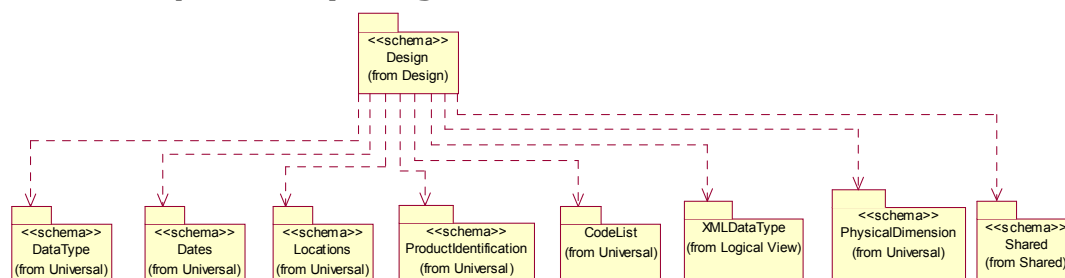 <<schema>>
Design
(from Design)
<<schema>>
DataType
(from Universal)
<<schema>>
Dates
(from Universal)
<<schema>>
Locations
(from Universal)
<<schema>>
ProductIdentification
(from Universal)
CodeList
(from Universal)
XMLDataType
(from Logical View)
<<schema>>
PhysicalDimension
(from Universal)
<<schema>>
Shared
(from Shared)